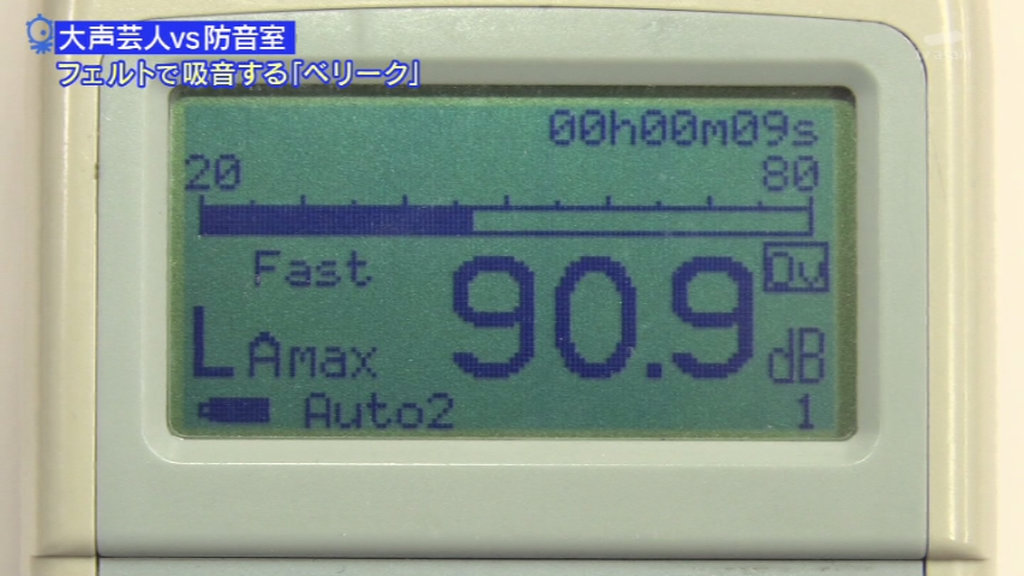 大声芸人vs防音室
フェルトで吸音する「ベリーク」
00h00m09s
20 80
Fast Ov
LAmax 90.9 dB
Auto2 1